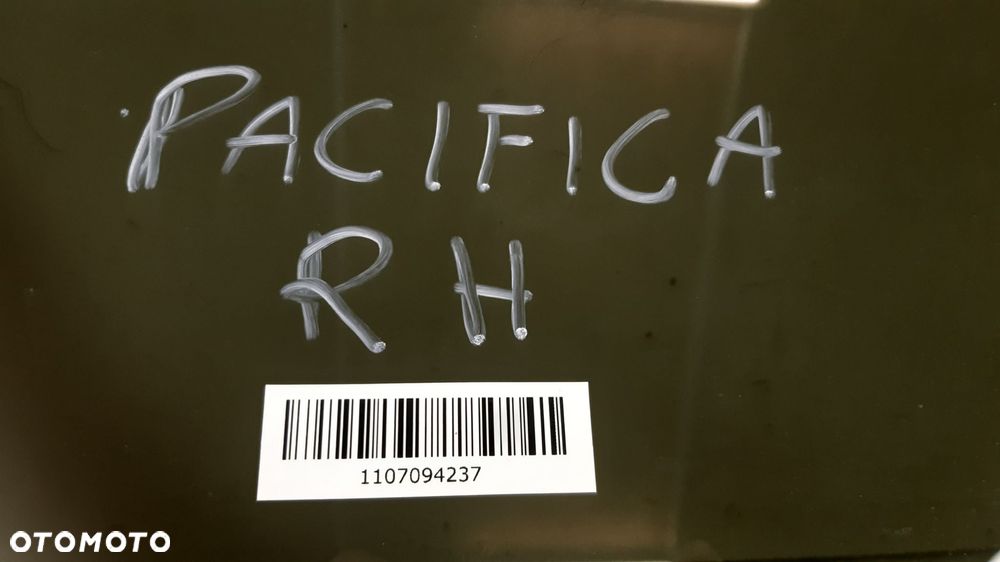 PACIFICA
RH
1107094237
OTOMOTO